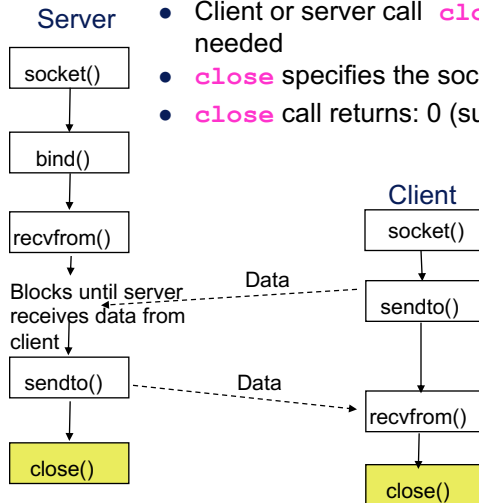 Server
• Client or server call clo
needed
• close specifies the soc
• close call returns: 0 (su
socket()
bind()
recvfrom()
Blocks until server
receives data from
client
sendto()
close()
Client
socket()
Data
sendto()
Data
recvfrom()
close()